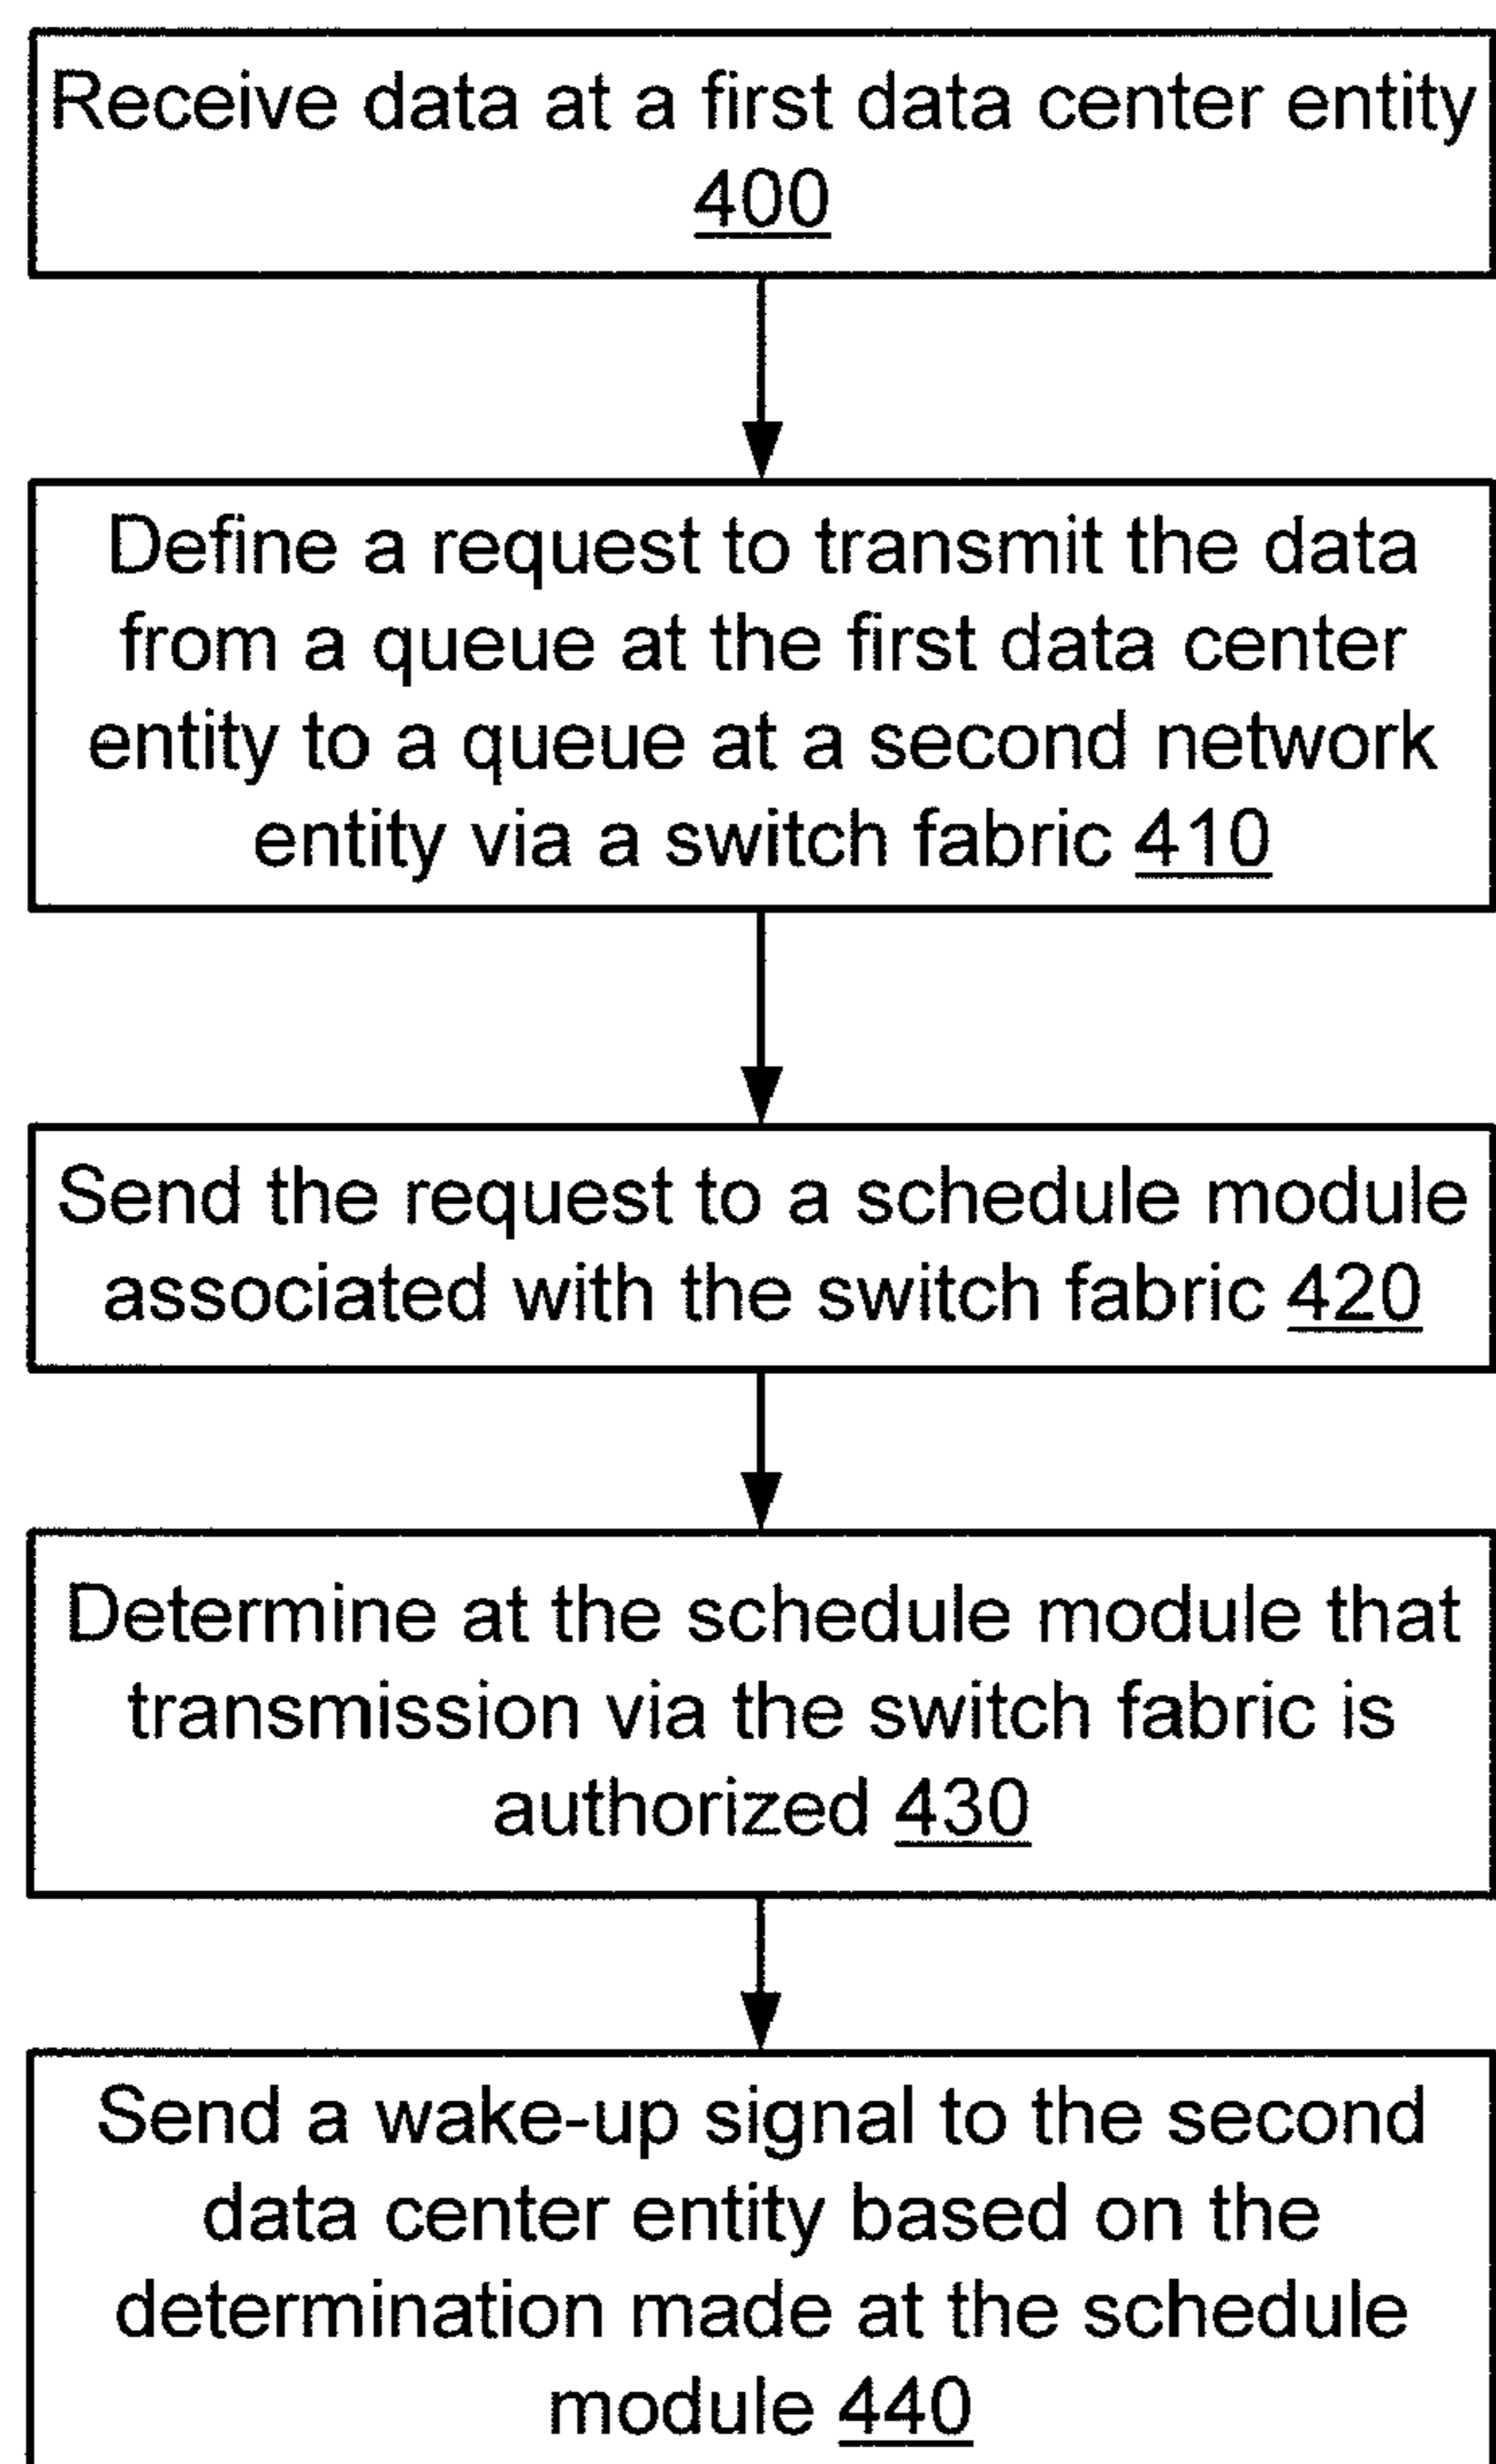 Receive data at a first data center entity
400
Define a request to transmit the data
from a queue at the first data center
entity to a queue at a second network
entity via a switch fabric 410
Send the request to a schedule module
associated with the switch fabric 420
Determine at the schedule module that
transmission via the switch fabric is
authorized 430
Send a wake-up signal to the second
data center entity based on the
determination made at the schedule
module 440